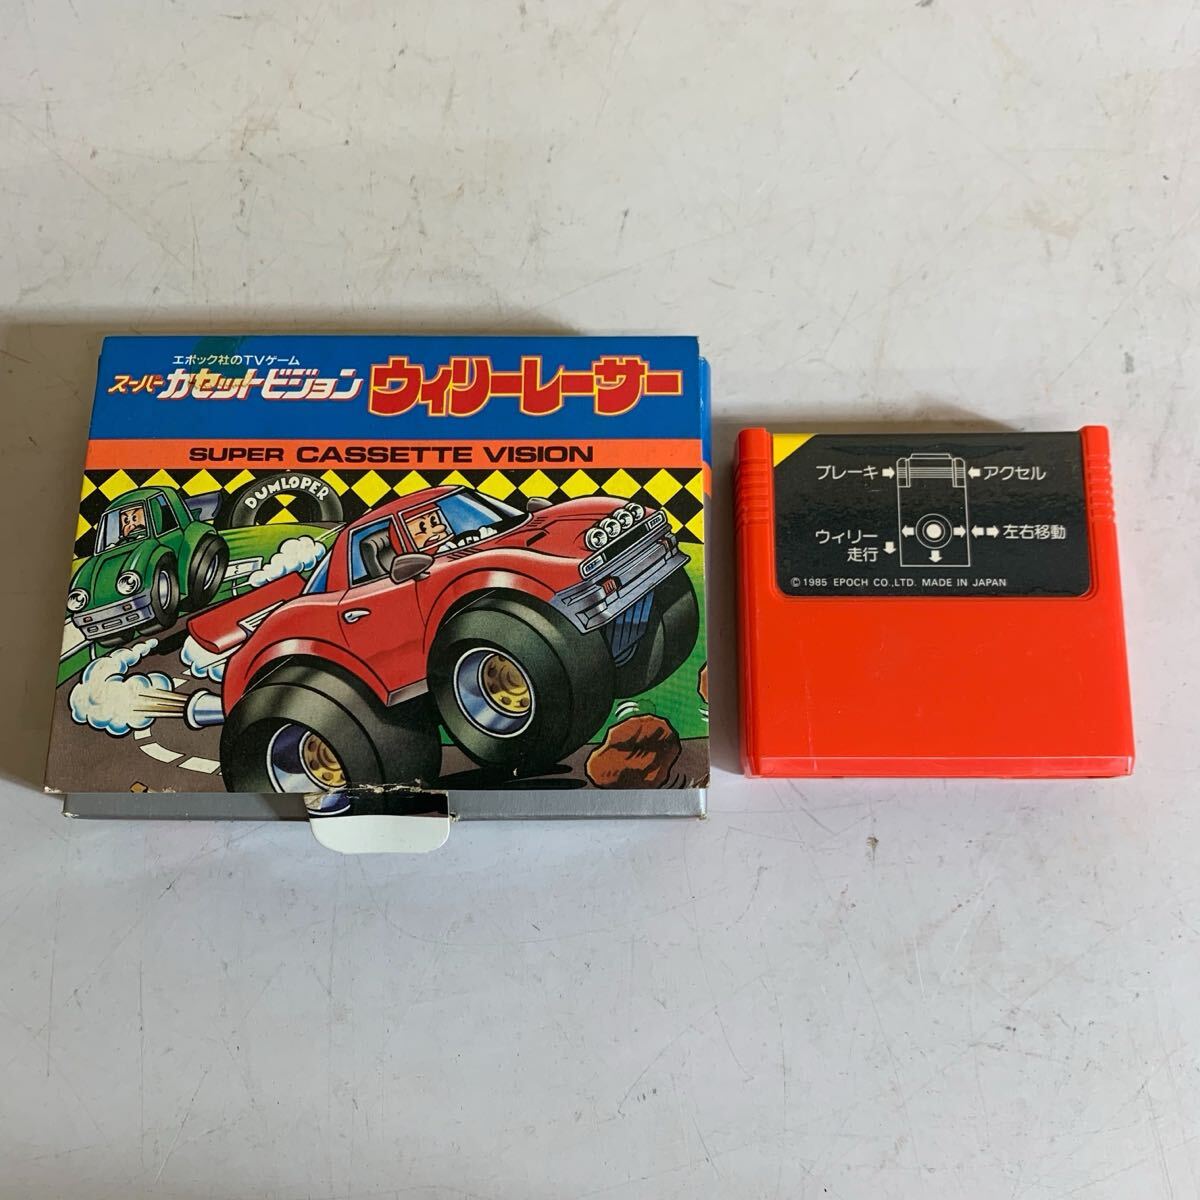 エポック社のTVゲーム
スーパーカセットビジョン ウィリーレーサー
SUPER CASSETTE VISION
DUMLOPER
ブレーキ アクセル
ウィリー走行 左右移動
©1985 EPOCH CO.,LTD. MADE IN JAPAN